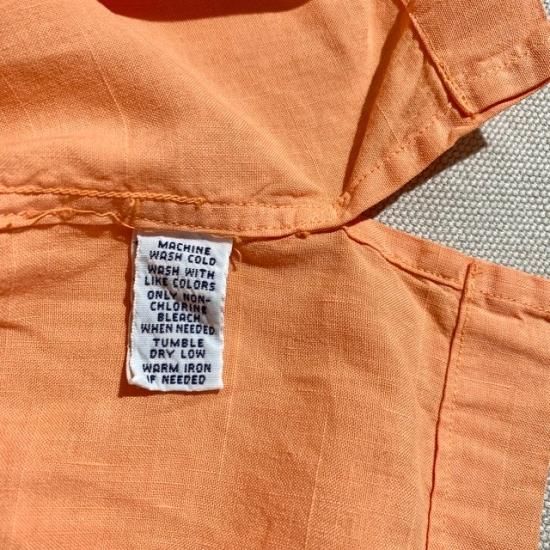 MACHINE
WASH COLD
WASH WITH
LIKE COLORS
ONLY NON-
CHLORINE
BLEACH
WHEN NEEDED
TUMBLE
DRY LOW
WARM IRON
IF NEEDED